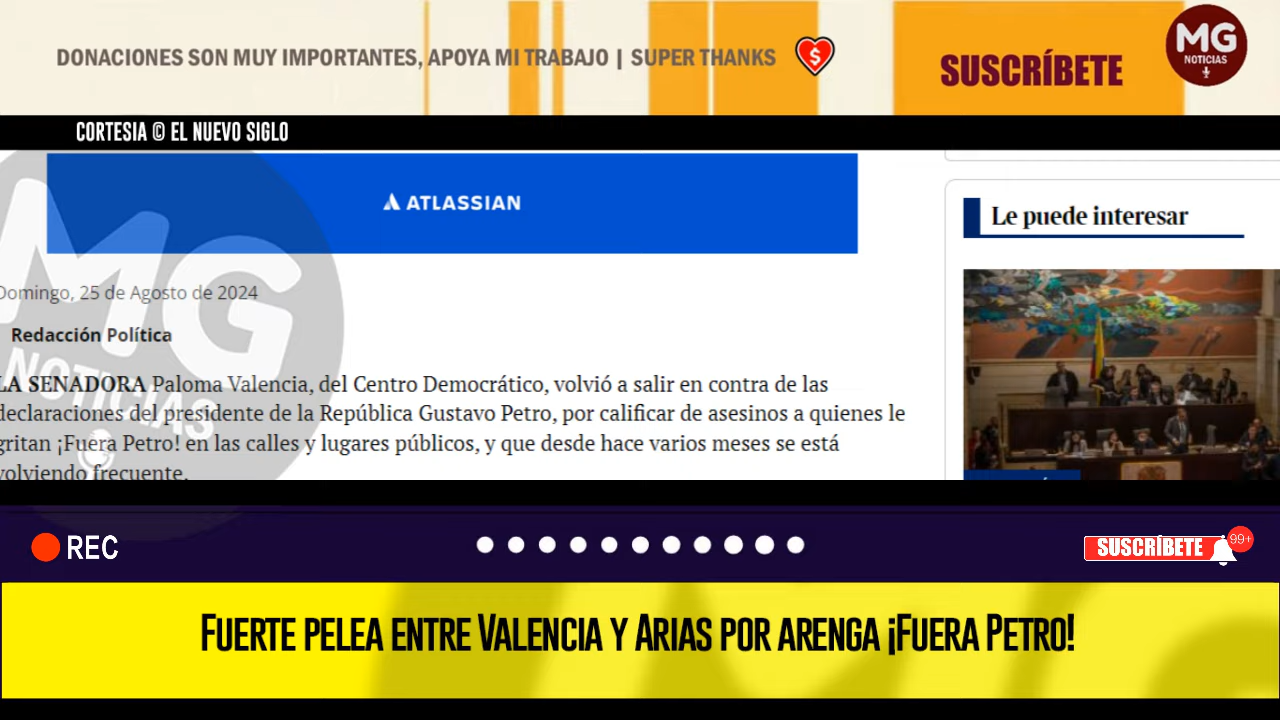 DONACIONES SON MUY IMPORTANTES, APOYA MI TRABAJO | SUPER THANKS
$
SUSCRÍBETE
MG
NOTICIAS
CORTESIA © EL NUEVO SIGLO
ATLASSIAN
Le puede interesar
Domingo, 25 de Agosto de 2024
Redacción Política
LA SENADORA Paloma Valencia, del Centro Democrático, volvió a salir en contra de las
declaraciones del presidente de la República Gustavo Petro, por calificar de asesinos a quienes le
gritan ¡Fuera Petro! en las calles y lugares públicos, y que desde hace varios meses se está
volviendo frecuente.
MG
NOTICIAS
REC
SUSCRÍBETE
99+
FUERTE PELEA ENTRE VALENCIA Y ARIAS POR ARENGA ¡FUERA PETRO!